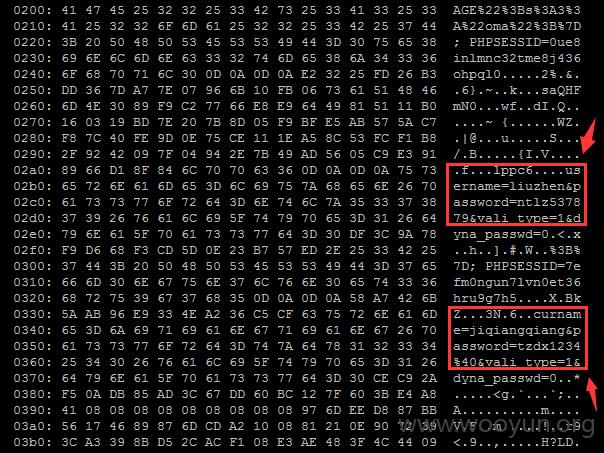 0200: 41 47 45 25 32 32 25 33 42 73 25 33 41 33 25 33 AGE%22%3Bs%3A3%3
0210: 41 25 32 32 6F 6D 61 25 32 32 25 33 42 25 37 44 A%22oma%22%3B%7D
0220: 3B 20 50 48 50 53 45 53 53 49 44 3D 30 75 65 38 ; PHPSESSID=0ue8
0230: 69 6E 6C 6D 6E 63 33 32 74 6D 65 38 6A 34 33 36 inlmnc32tme8j436
0240: 6F 68 70 71 6C 30 0D 0A 0D 0A E2 32 25 FD 26 B3 ohpql0.....2%.&.
0250: DD 36 7D A7 7E 07 96 6B 10 FB 06 73 61 51 48 46 .6}.~..k...saQHF
0260: 6D 4E 30 89 F9 C2 77 66 E8 E9 64 49 81 51 11 B0 mN0...wf..dI.Q..
0270: 16 03 19 BD 7E 20 7B 8D 05 F9 BF E5 AB 57 5A C7 ....~ {......WZ.
0280: F8 7C 40 FE 9D 0E 75 CE 11 1E A5 8C 53 FC F1 B8 .|@...u.....S...
0290: 2F 92 42 09 7F 04 94 2E 7B 49 AD 56 05 C9 E3 91 /.B.....{I.V....
02a0: 89 66 D1 8F 84 6C 70 70 63 36 0D 0A 0D 0A 75 73 .f...lppc6....us
02b0: 65 72 6E 61 6D 65 3D 6C 69 75 7A 68 65 6E 26 70 ername=liuzhen&p
02c0: 61 73 73 77 6F 72 64 3D 6E 74 6C 7A 35 33 37 38 assword=ntlz5378
02d0: 37 39 26 76 61 6C 69 5F 74 79 70 65 3D 31 26 64 79&vali_type=1&d
02e0: 79 6E 61 5F 70 61 73 73 77 64 3D 30 DF 3C 9A 78 yna_passwd=0.<.x
02f0: F9 D6 68 F3 CD 5D 0E 23 B7 57 ED 2E 25 33 42 25 ..h..].#.W..%3B%
0300: 37 44 3B 20 50 48 50 53 45 53 53 49 44 3D 37 65 7D; PHPSESSID=7e
0310: 66 6D 30 6E 67 75 6E 37 6C 76 6E 30 65 74 33 36 fm0ngun7lvn0et36
0320: 68 72 75 39 67 37 68 35 0D 0A 0D 0A 58 A7 42 6B hru9g7h5....X.Bk
0330: 5A AB 96 E9 33 4E A2 36 C5 CF 63 75 72 6E 61 6D Z...3N.6..curnam
0340: 65 3D 6A 69 71 69 61 6E 67 71 69 61 6E 67 26 70 e=jiqiangqiang&p
0350: 61 73 73 77 6F 72 64 3D 74 7A 64 78 31 32 33 34 assword=tzdx1234
0360: 25 34 30 26 76 61 6C 69 5F 74 79 70 65 3D 31 26 %40&vali_type=1&
0370: 64 79 6E 61 5F 70 61 73 73 77 64 3D 30 CE C9 2A dyna_passwd=0..*
0380: F5 0A DB 85 AD 3C 67 DD 60 BC 12 7F 60 3B BE A8 .....<g.`...`;..
0390: 41 08 08 08 08 08 08 08 08 08 97 6D EE D8 87 BB A..........m....
03a0: 56 17 46 89 87 6D CD A2 10 08 81 21 0E 90 72 39 V.F..m.....!..r9
03b0: 3C A3 39 8B D5 2C AC F1 08 E3 AE 48 3F 4C 44 09 <.9..,.....H?LD.
www.wooyun.org